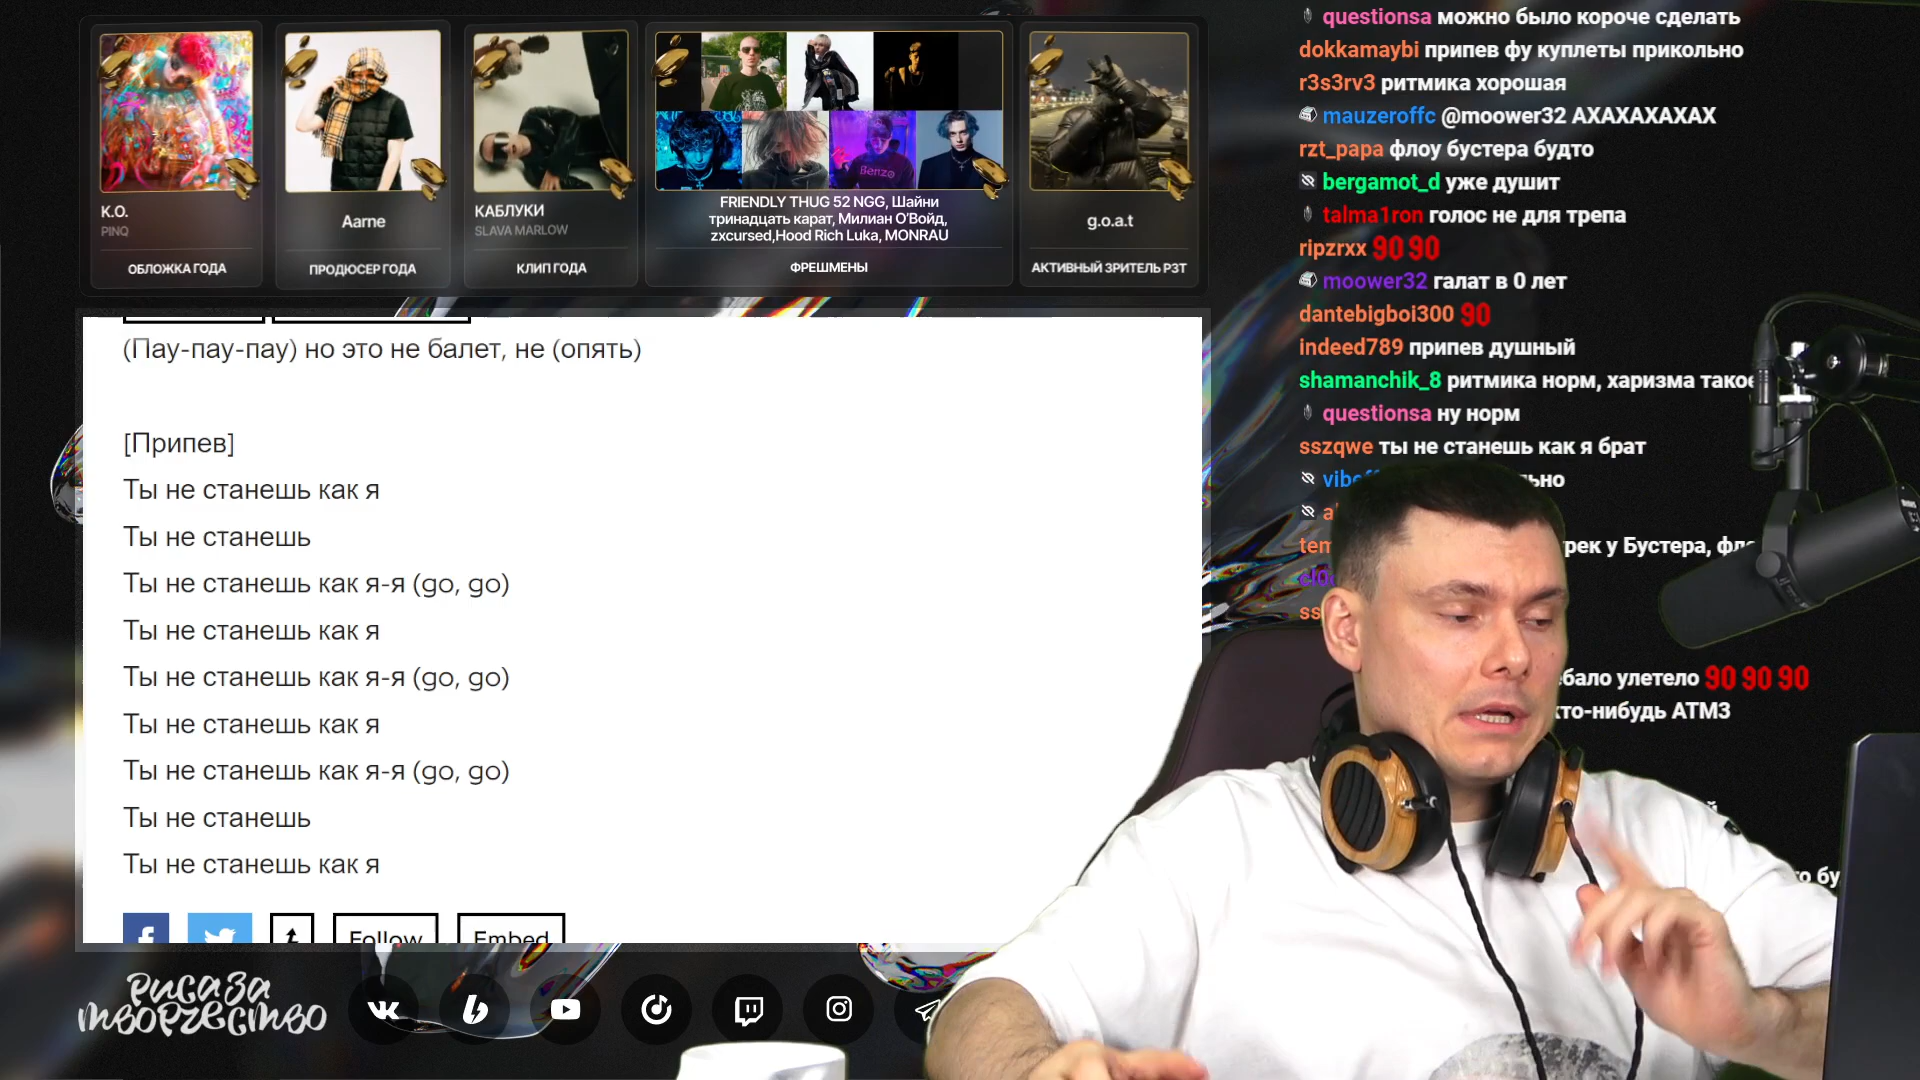 К.О.
PINQ
ОБЛОЖКА ГОДА
Aarne
ПРОДЮСЕР ГОДА
КАБЛУКИ
SLAVA MARLOW
КЛИП ГОДА
Benzo
FRIENDLY THUG 52 NGG, Шайни
тринадцать карат, Милиан О'Войд,
zxcursed,Hood Rich Luka, MONRAU
ФРЕШМЕНЫ
g.o.a.t
АКТИВНЫЙ ЗРИТЕЛЬ РЗТ
(Пау-пау-пау) но это не балет, не (опять)
[Припев]
Ты не станешь как я
Ты не станешь
Ты не станешь как я-я (go, go)
Ты не станешь как я
Ты не станешь как я-я (go, go)
Ты не станешь как я
Ты не станешь как я-я (go, go)
Ты не станешь
Ты не станешь как я
Follow
Embed
РИСА ЗА
ТВОРЧЕСТВО
questionsa можно было короче сделать
dokkamaybi припев фу куплеты прикольно
r3s3rv3 ритмика хорошая
mauzeroffc @moower32 АХАХАХАХАХ
rzt_papa флоу бустера будто
bergamot_d уже душит
talma1ron голос не для трепа
ripzrxx 90 90
moower32 галат в 0 лет
dantebigboi300 90
indeed789 припев душный
shamanchik_8 ритмика норм, харизма такое
questionsa ну норм
sszqwe ты не станешь как я брат
у Бустера,
улетело 90 90 90
кто-нибудь АТМ3